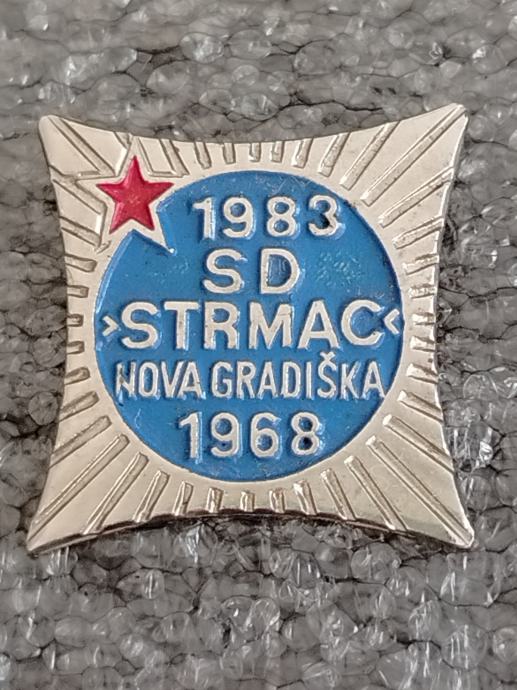 1983
SD
›STRMAC‹
NOVA GRADIŠKA
1968